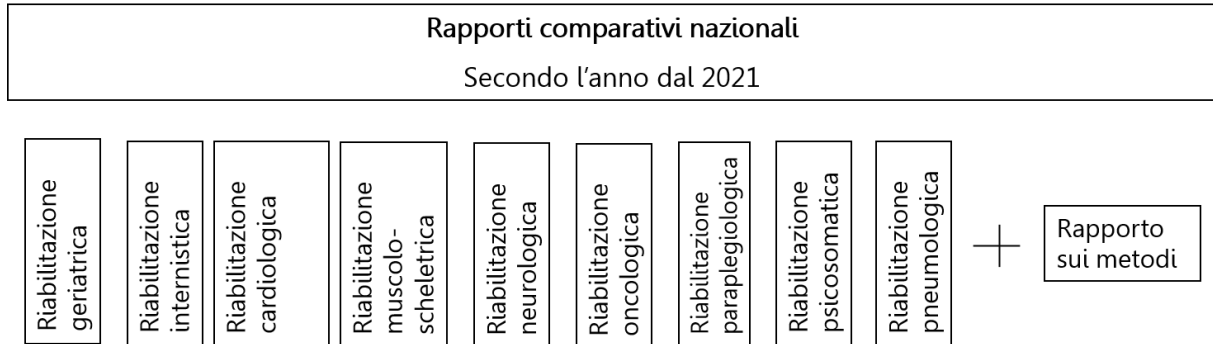 Rapporti comparativi nazionali
Secondo l’anno dal 2021
Riabilitazione
geriatrica
Riabilitazione
internistica
Riabilitazione
cardiologica
Riabilitazione
muscolo-
scheletrica
Riabilitazione
neurologica
Riabilitazione
oncologica
Riabilitazione
paraplegiologica
Riabilitazione
psicosomatica
Riabilitazione
pneumologica
Rapporto
sui metodi